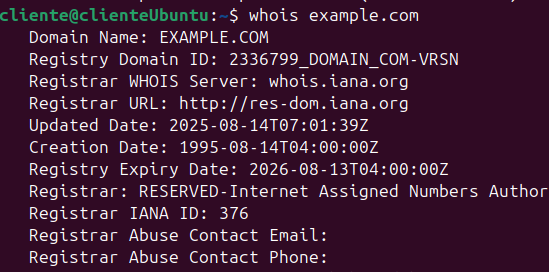 cliente@clienteUbuntu:~$ whois example.com
Domain Name: EXAMPLE.COM
Registry Domain ID: 2336799_DOMAIN_COM-VRSN
Registrar WHOIS Server: whois.iana.org
Registrar URL: http://res-dom.iana.org
Updated Date: 2025-08-14T07:01:39Z
Creation Date: 1995-08-14T04:00:00Z
Registry Expiry Date: 2026-08-13T04:00:00Z
Registrar: RESERVED-Internet Assigned Numbers Author
Registrar IANA ID: 376
Registrar Abuse Contact Email:
Registrar Abuse Contact Phone: